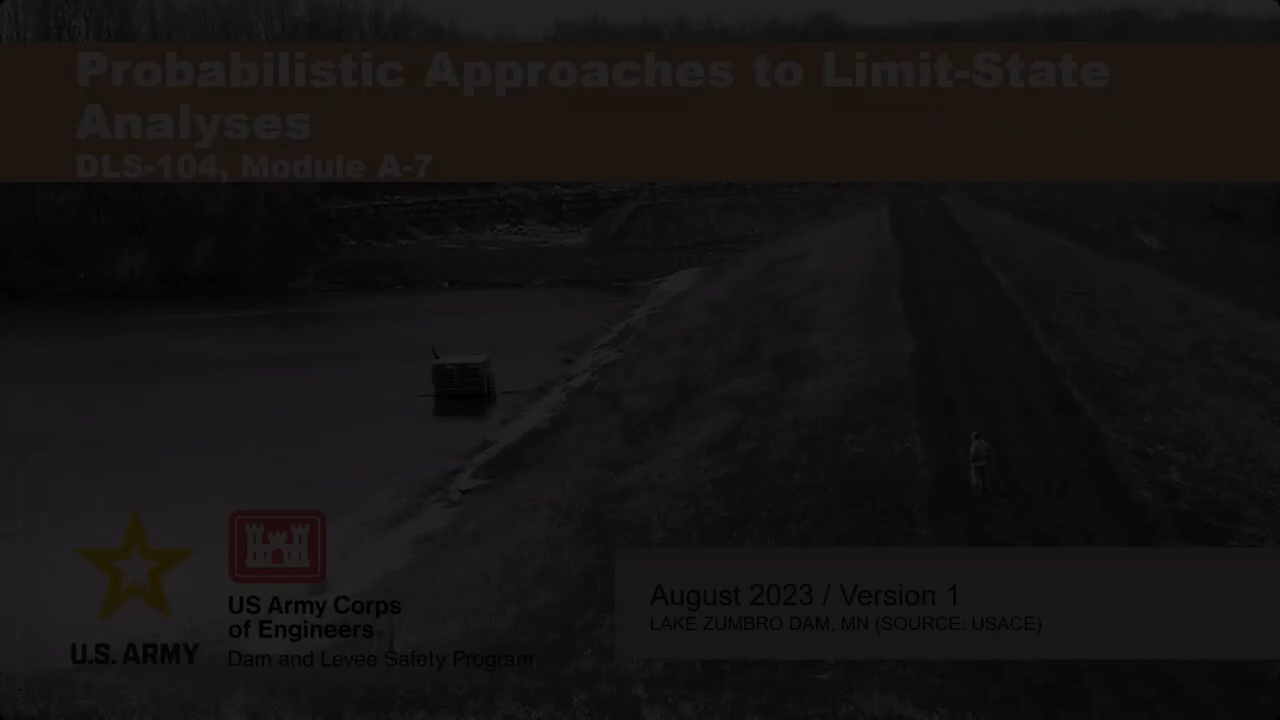 Probabilistic Approaches to Limit-State
Analyses
DLS-104, Module A-7
U.S. ARMY
US Army Corps
of Engineers
Dam and Levee Safety Program
August 2023 / Version 1
LAKE ZUMBRO DAM, MN (SOURCE: USACE)